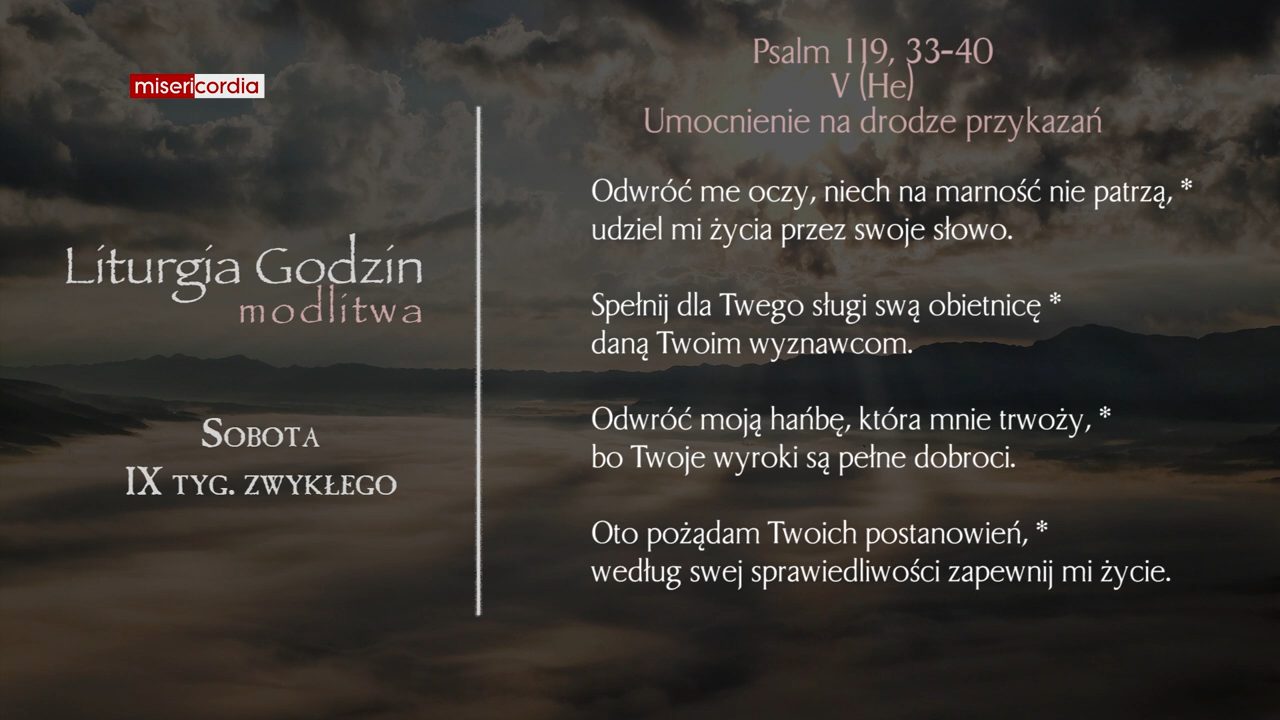 misericordia
Liturgia Godzin
modlitwa
Sobota
IX tyg. zwykłego
Psalm 119, 33-40
V (He)
Umocnienie na drodze przykazań
Odwróć me oczy, niech na marność nie patrzą, *
udziel mi życia przez swoje słowo.
Spełnij dla Twego sługi swą obietnicę *
daną Twoim wyznawcom.
Odwróć moją hańbę, która mnie trwoży, *
bo Twoje wyroki są pełne dobroci.
Oto pożądam Twoich postanowień, *
według swej sprawiedliwości zapewnij mi życie.